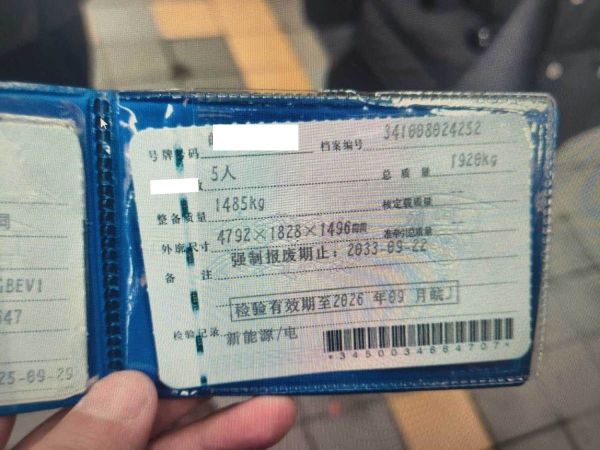 号牌号码 档案编号 341008024252
5人 总质量 1920kg
整备质量 1485kg 核定载质量
外廓尺寸 4792×1828×1496mm 准牵引总质量
备注 强制报废期止：2033-09-22
检验有效期至2026年09月皖J
检验记录 新能源/电
*3450034664707*
司
GBEV1
647
25-09-29